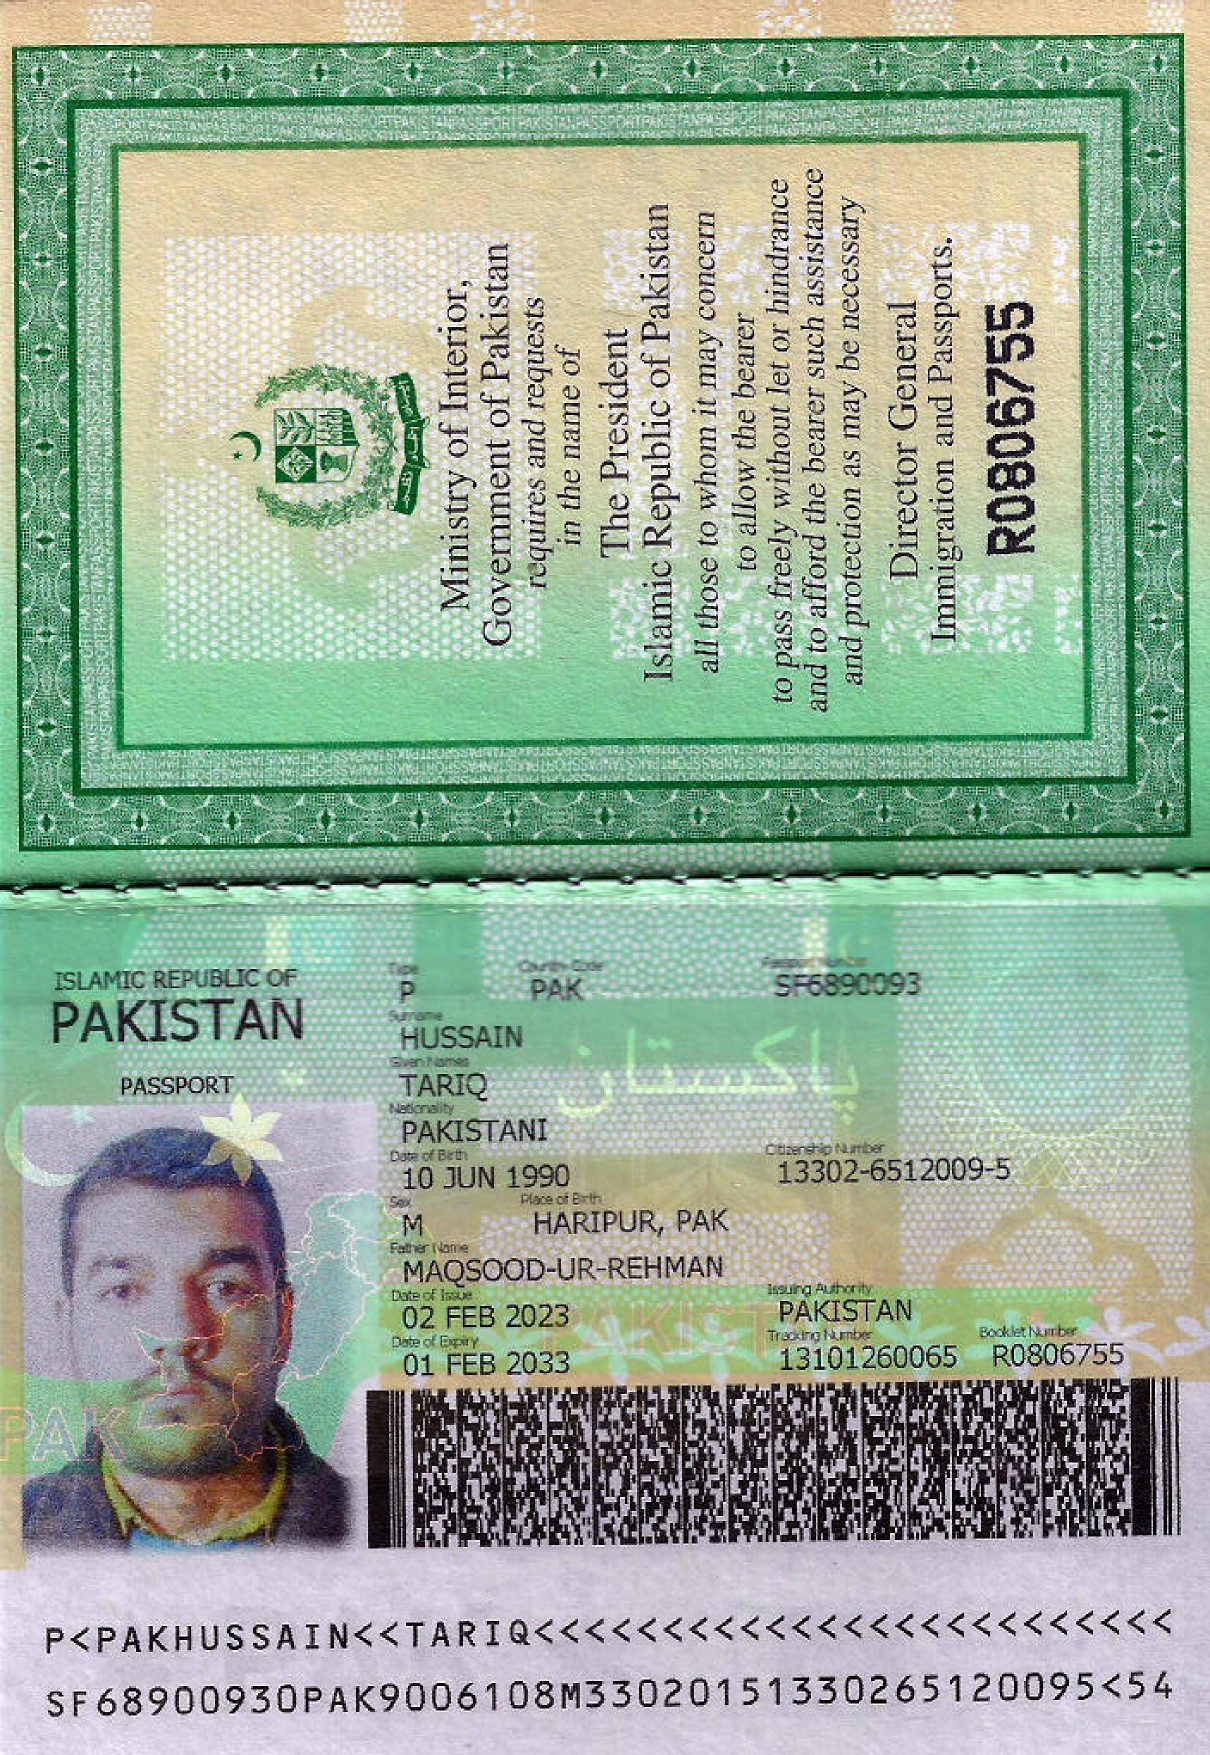 Ministry of Interior,
Government of Pakistan
requires and requests
in the name of
The President
Islamic Republic of Pakistan
all those to whom it may concern
to allow the bearer
to pass freely without let or hindrance
and to afford the bearer such assistance
and protection as may be necessary
Director General
Immigration and Passports.
R0806755
ISLAMIC REPUBLIC OF
PAKISTAN
PASSPORT
Type Country Code Passport Number
P PAK SF6890093
Surname
HUSSAIN
Given Names
TARIQ
پاکستان
Nationality
PAKISTANI
Date of Birth Citizenship Number
10 JUN 1990 13302-6512009-5
Sex Place of Birth
M HARIPUR, PAK
Father Name
MAQSOOD-UR-REHMAN
Date of Issue Issuing Authority
02 FEB 2023 PAKISTAN
Date of Expiry Tracking Number Booklet Number
01 FEB 2033 13101260065 R0806755
PAKIST
PAK
P<PAKHUSSAIN<<TARIQ<<<<<<<<<<<<<<<<<<<<<<<<<
SF68900930PAK9006108M33020151330265120095<54